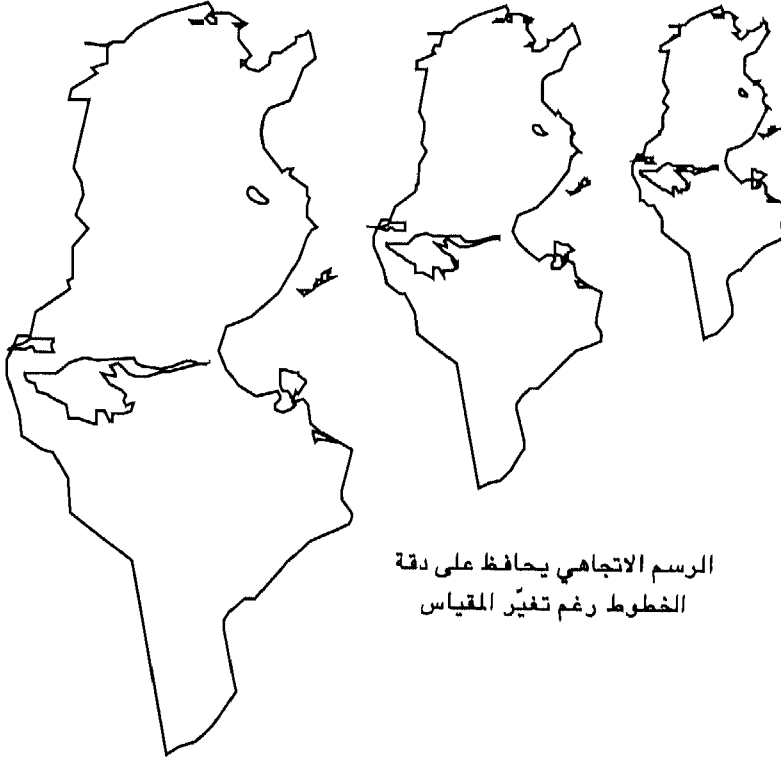 الرسم الاتجاهي يحافظ على دقة
الخطوط رغم تغيّر المقياس